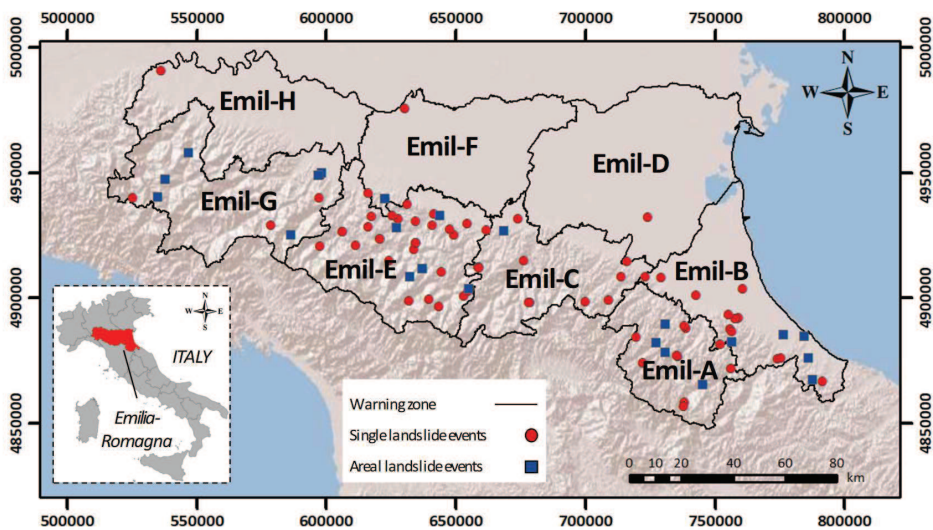 500000 550000 600000 650000 700000 750000 800000
5000000 5000000
4950000 4950000
4900000 4900000
4850000 4850000
N
W E
S
Emil-H
Emil-F
Emil-D
Emil-G
Emil-E
Emil-C
Emil-B
Emil-A
N
W E
S
ITALY
Emilia-
Romagna
Warning zone
Single landslide events
Areal landslide events
0 10 20 40 60 80
km
500000 550000 600000 650000 700000 750000 800000